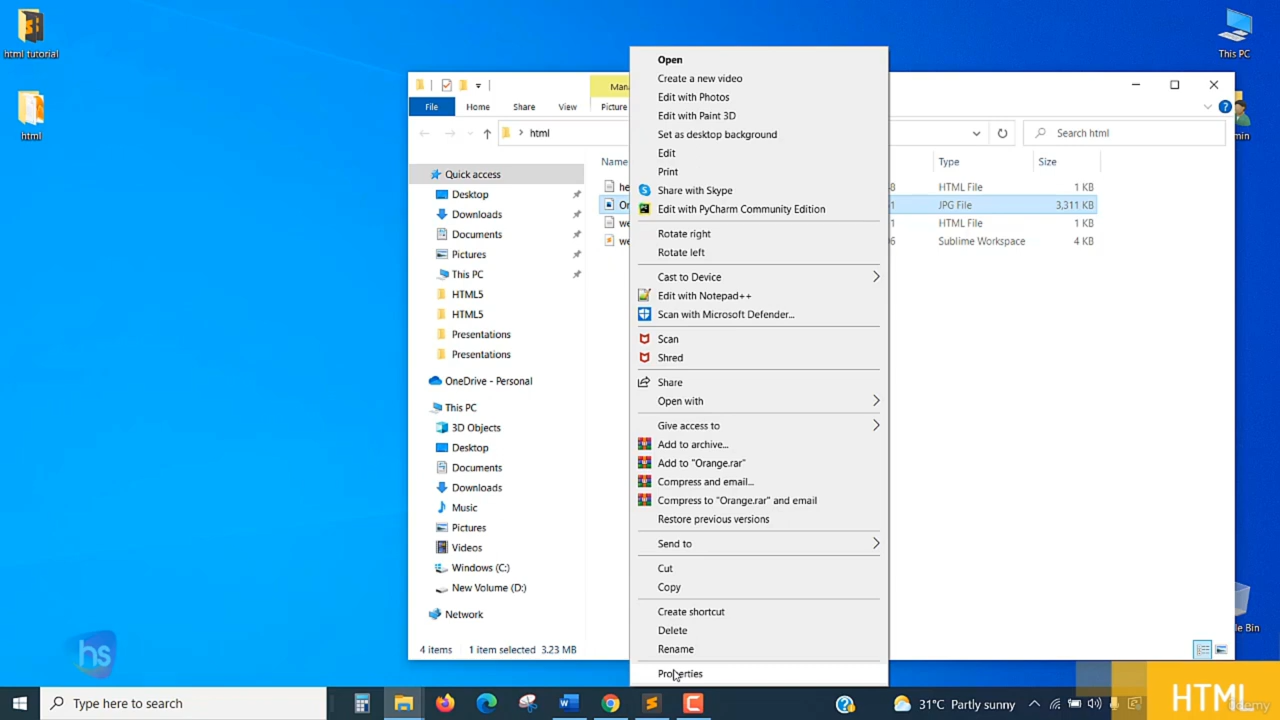 html tutorial
html
This PC
File
Home
Share
View
Picture
html
Search html
Name
Type
Size
HTML File
1 KB
JPG File
3,311 KB
HTML File
1 KB
Sublime Workspace
4 KB
Quick access
Desktop
Downloads
Documents
Pictures
This PC
HTML5
HTML5
Presentations
Presentations
OneDrive - Personal
This PC
3D Objects
Desktop
Documents
Downloads
Music
Pictures
Videos
Windows (C:)
New Volume (D:)
Network
4 items 1 item selected 3.23 MB
Open
Create a new video
Edit with Photos
Edit with Paint 3D
Set as desktop background
Edit
Print
Share with Skype
Edit with PyCharm Community Edition
Rotate right
Rotate left
Cast to Device
Edit with Notepad++
Scan with Microsoft Defender...
Scan
Shred
Share
Open with
Give access to
Add to archive...
Add to "Orange.rar"
Compress and email...
Compress to "Orange.rar" and email
Restore previous versions
Send to
Cut
Copy
Create shortcut
Delete
Rename
Properties
hs
Type here to search
31°C Partly sunny
HTML
Udemy